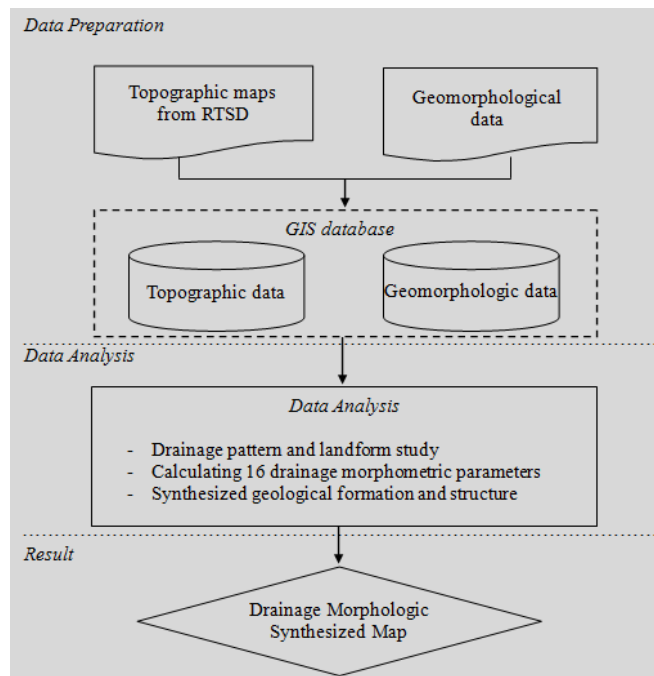 Data Preparation
Topographic maps
from RTSD
Geomorphological
data
GIS database
Topographic data
Geomorphologic data
Data Analysis
Data Analysis
- Drainage pattern and landform study
- Calculating 16 drainage morphometric parameters
- Synthesized geological formation and structure
Result
Drainage Morphologic
Synthesized Map